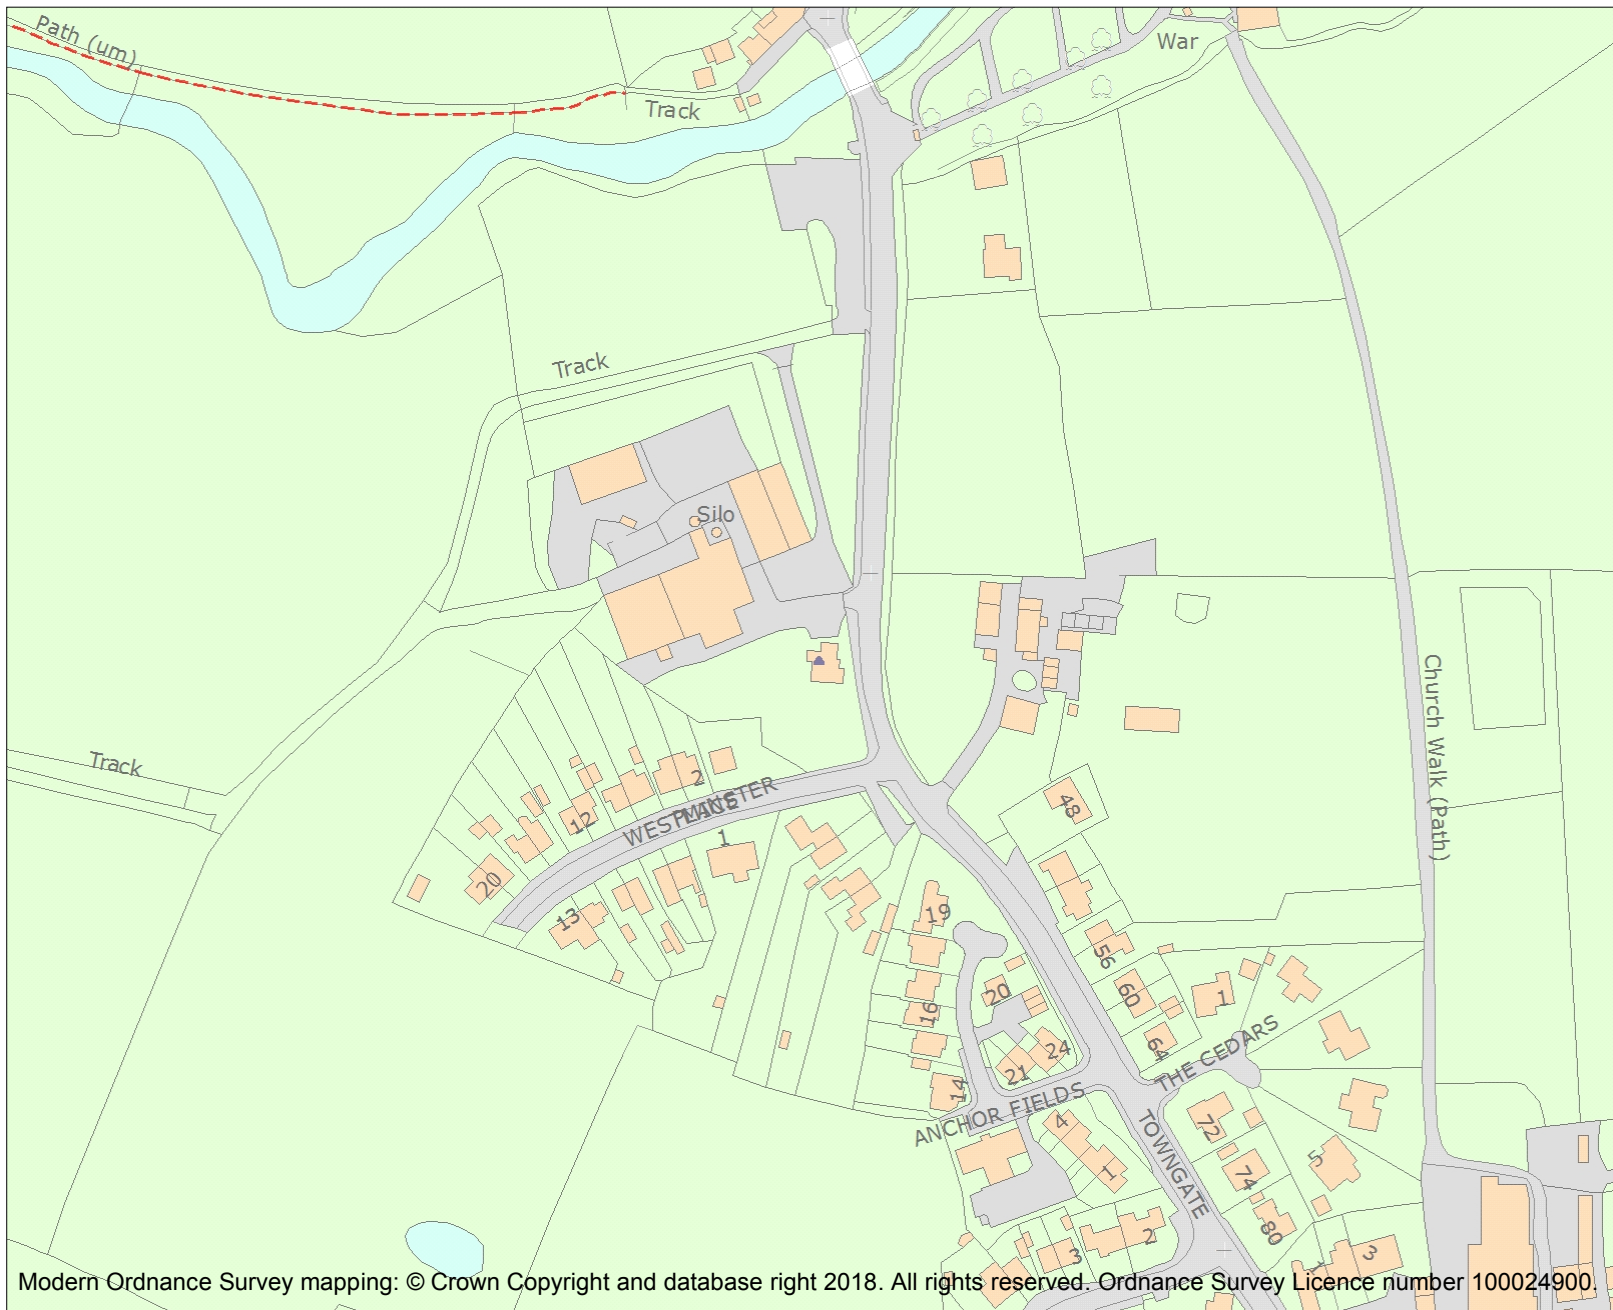 Path (um)
War
Track
Track
Silo
Church Walk (Path)
Track
2
WESTMINSTER
PLACE
12
1
48
20
13
19
56
20
60
1
16
64
THE CEDARS
24
21
14
ANCHOR FIELDS
4
72
TOWNGATE
1
5
74
80
2
3
3
1
Modern Ordnance Survey mapping: © Crown Copyright and database right 2018. All rights reserved. Ordnance Survey Licence number 100024900.